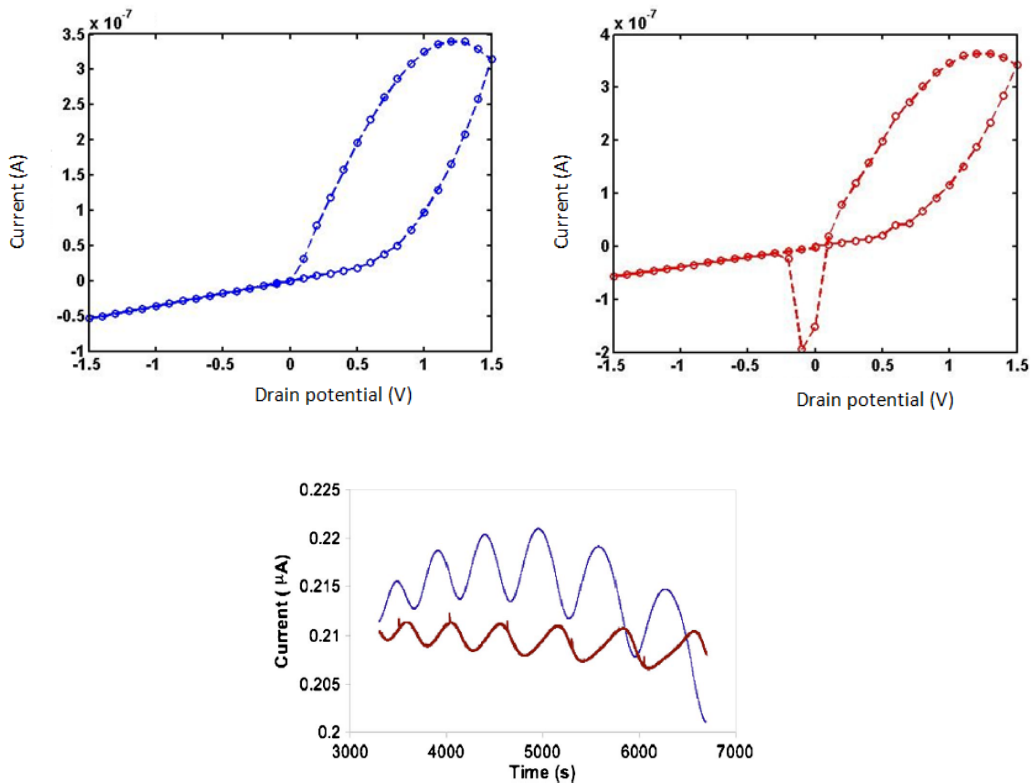 x 10⁻⁷
3.5
3
2.5
2
1.5
1
0.5
0
-0.5
-1
-1.5 -1 -0.5 0 0.5 1 1.5
Current (A)
Drain potential (V)
x 10⁻⁷
4
3
2
1
0
-1
-2
-1.5 -1 -0.5 0 0.5 1 1.5
Current (A)
Drain potential (V)
0.225
0.22
0.215
0.21
0.205
0.2
3000 4000 5000 6000 7000
Current ( µA)
Time (s)